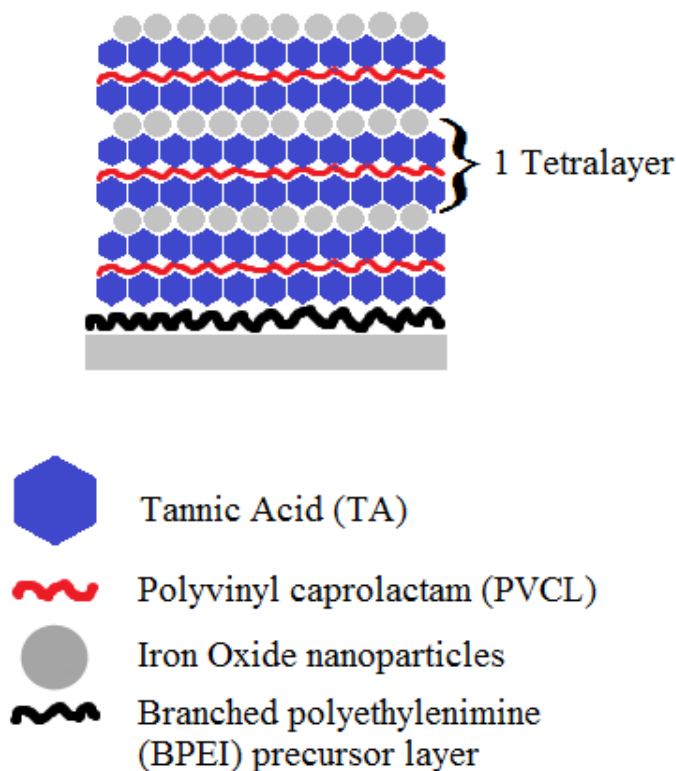 1 Tetralayer
Tannic Acid (TA)
Polyvinyl caprolactam (PVCL)
Iron Oxide nanoparticles
Branched polyethylenimine
(BPEI) precursor layer